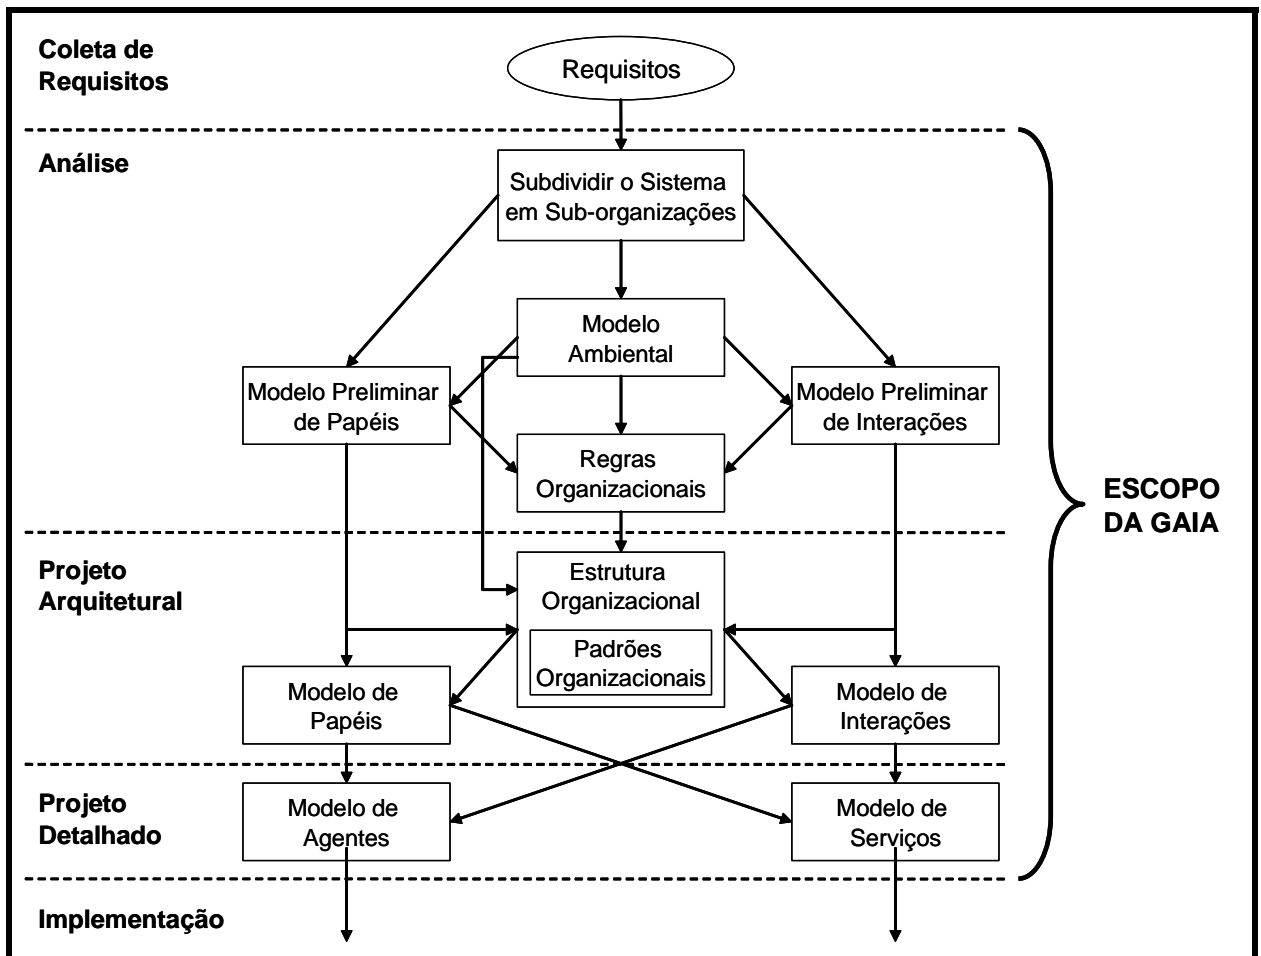 Coleta de
Requisitos
Requisitos
Análise
Subdividir o Sistema
em Sub-organizações
Modelo
Ambiental
Modelo Preliminar
de Papéis
Modelo Preliminar
de Interações
Regras
Organizacionais
ESCOPO
DA GAIA
Projeto
Arquitetural
Estrutura
Organizacional
Padrões
Organizacionais
Modelo de
Papéis
Modelo de
Interações
Projeto
Detalhado
Modelo de
Agentes
Modelo de
Serviços
Implementação